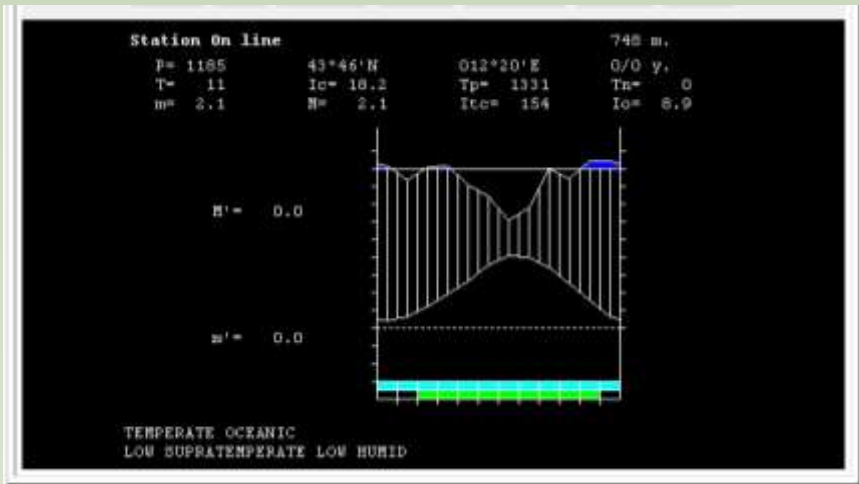 Station On line 748 m.
P= 1185 43°46'N 012°20'E 0/0 y.
T= 11 Ic= 18.2 Tp= 1331 Tn= 0
m= 2.1 M= 2.1 Itc= 154 Io= 8.9
M'= 0.0
m'= 0.0
TEMPERATE OCEANIC
LOW SUPRATEMPERATE LOW HUMID